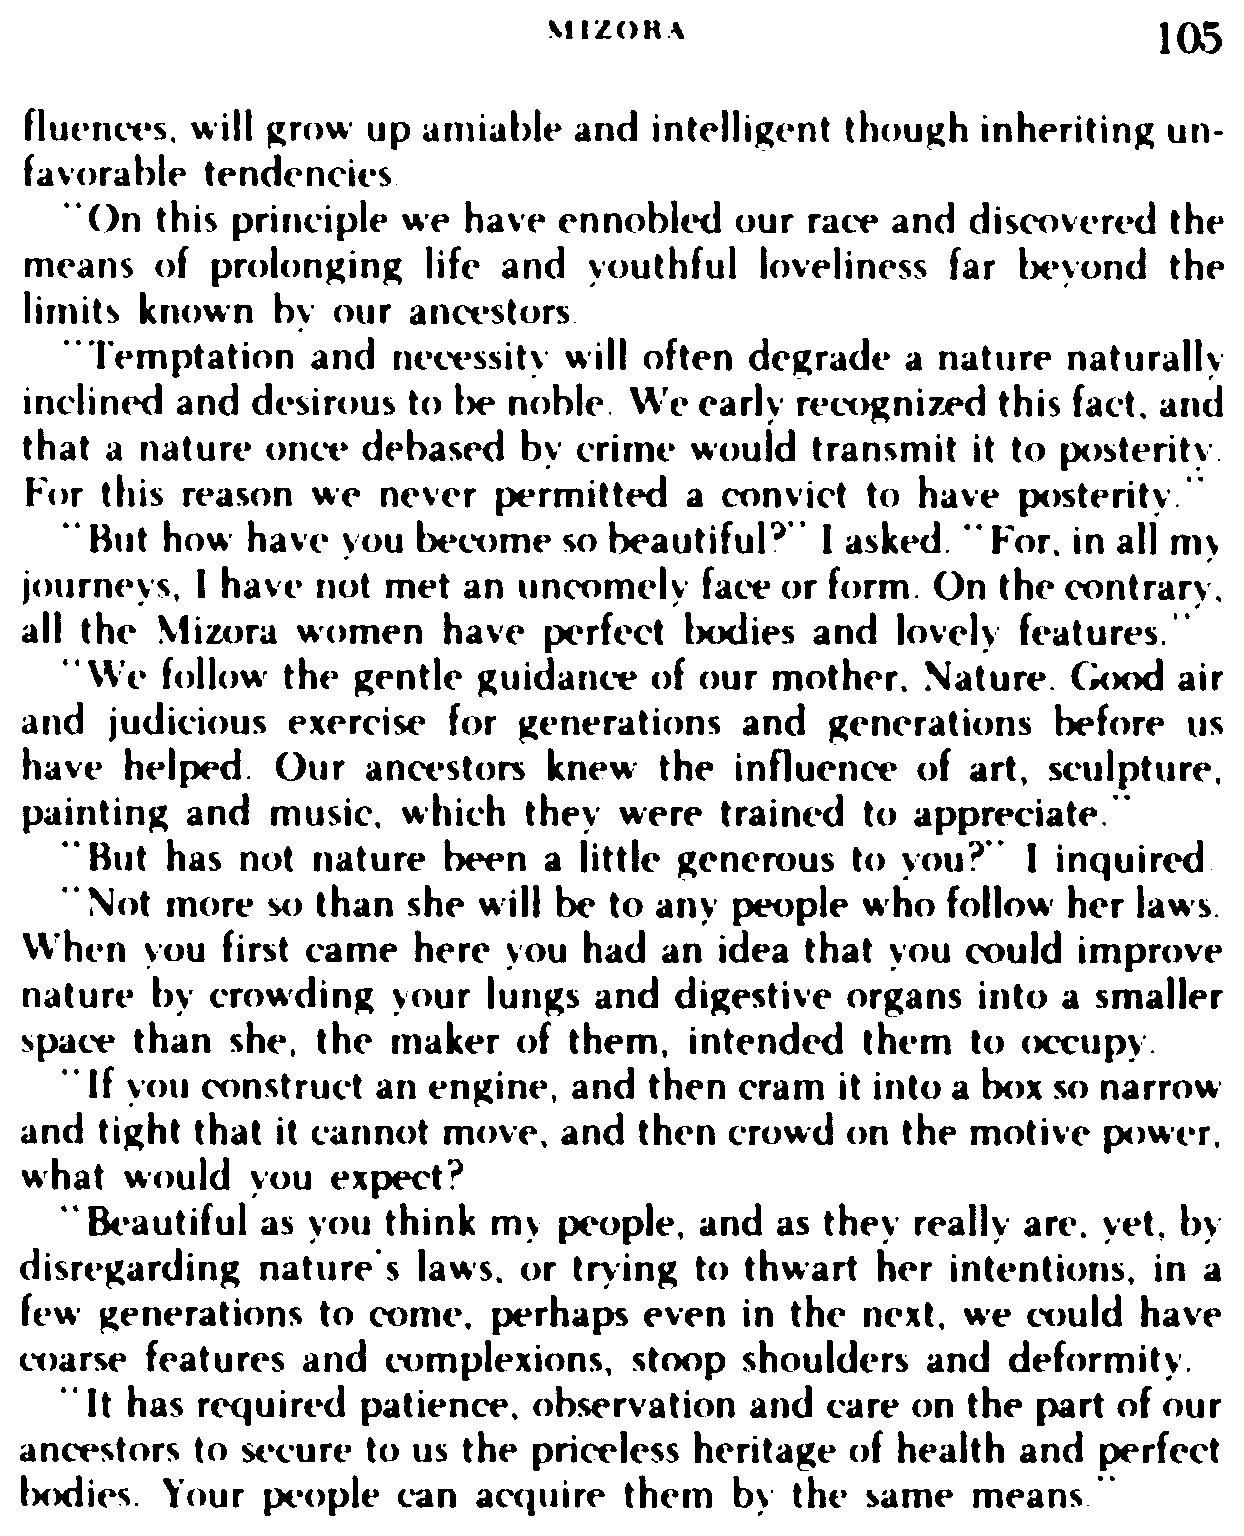 MIZORA 105
fluences, will grow up amiable and intelligent though inheriting un-
favorable tendencies.
"On this principle we have ennobled our race and discovered the
means of prolonging life and youthful loveliness far beyond the
limits known by our ancestors.
"Temptation and necessity will often degrade a nature naturally
inclined and desirous to be noble. We early recognized this fact, and
that a nature once debased by crime would transmit it to posterity.
For this reason we never permitted a convict to have posterity."
"But how have you become so beautiful?" I asked. "For, in all my
journeys, I have not met an uncomely face or form. On the contrary,
all the Mizora women have perfect bodies and lovely features."
"We follow the gentle guidance of our mother, Nature. Good air
and judicious exercise for generations and generations before us
have helped. Our ancestors knew the influence of art, sculpture,
painting and music, which they were trained to appreciate."
"But has not nature been a little generous to you?" I inquired.
"Not more so than she will be to any people who follow her laws.
When you first came here you had an idea that you could improve
nature by crowding your lungs and digestive organs into a smaller
space than she, the maker of them, intended them to occupy.
"If you construct an engine, and then cram it into a box so narrow
and tight that it cannot move, and then crowd on the motive power,
what would you expect?
"Beautiful as you think my people, and as they really are, yet, by
disregarding nature's laws, or trying to thwart her intentions, in a
few generations to come, perhaps even in the next, we could have
coarse features and complexions, stoop shoulders and deformity.
"It has required patience, observation and care on the part of our
ancestors to secure to us the priceless heritage of health and perfect
bodies. Your people can acquire them by the same means."